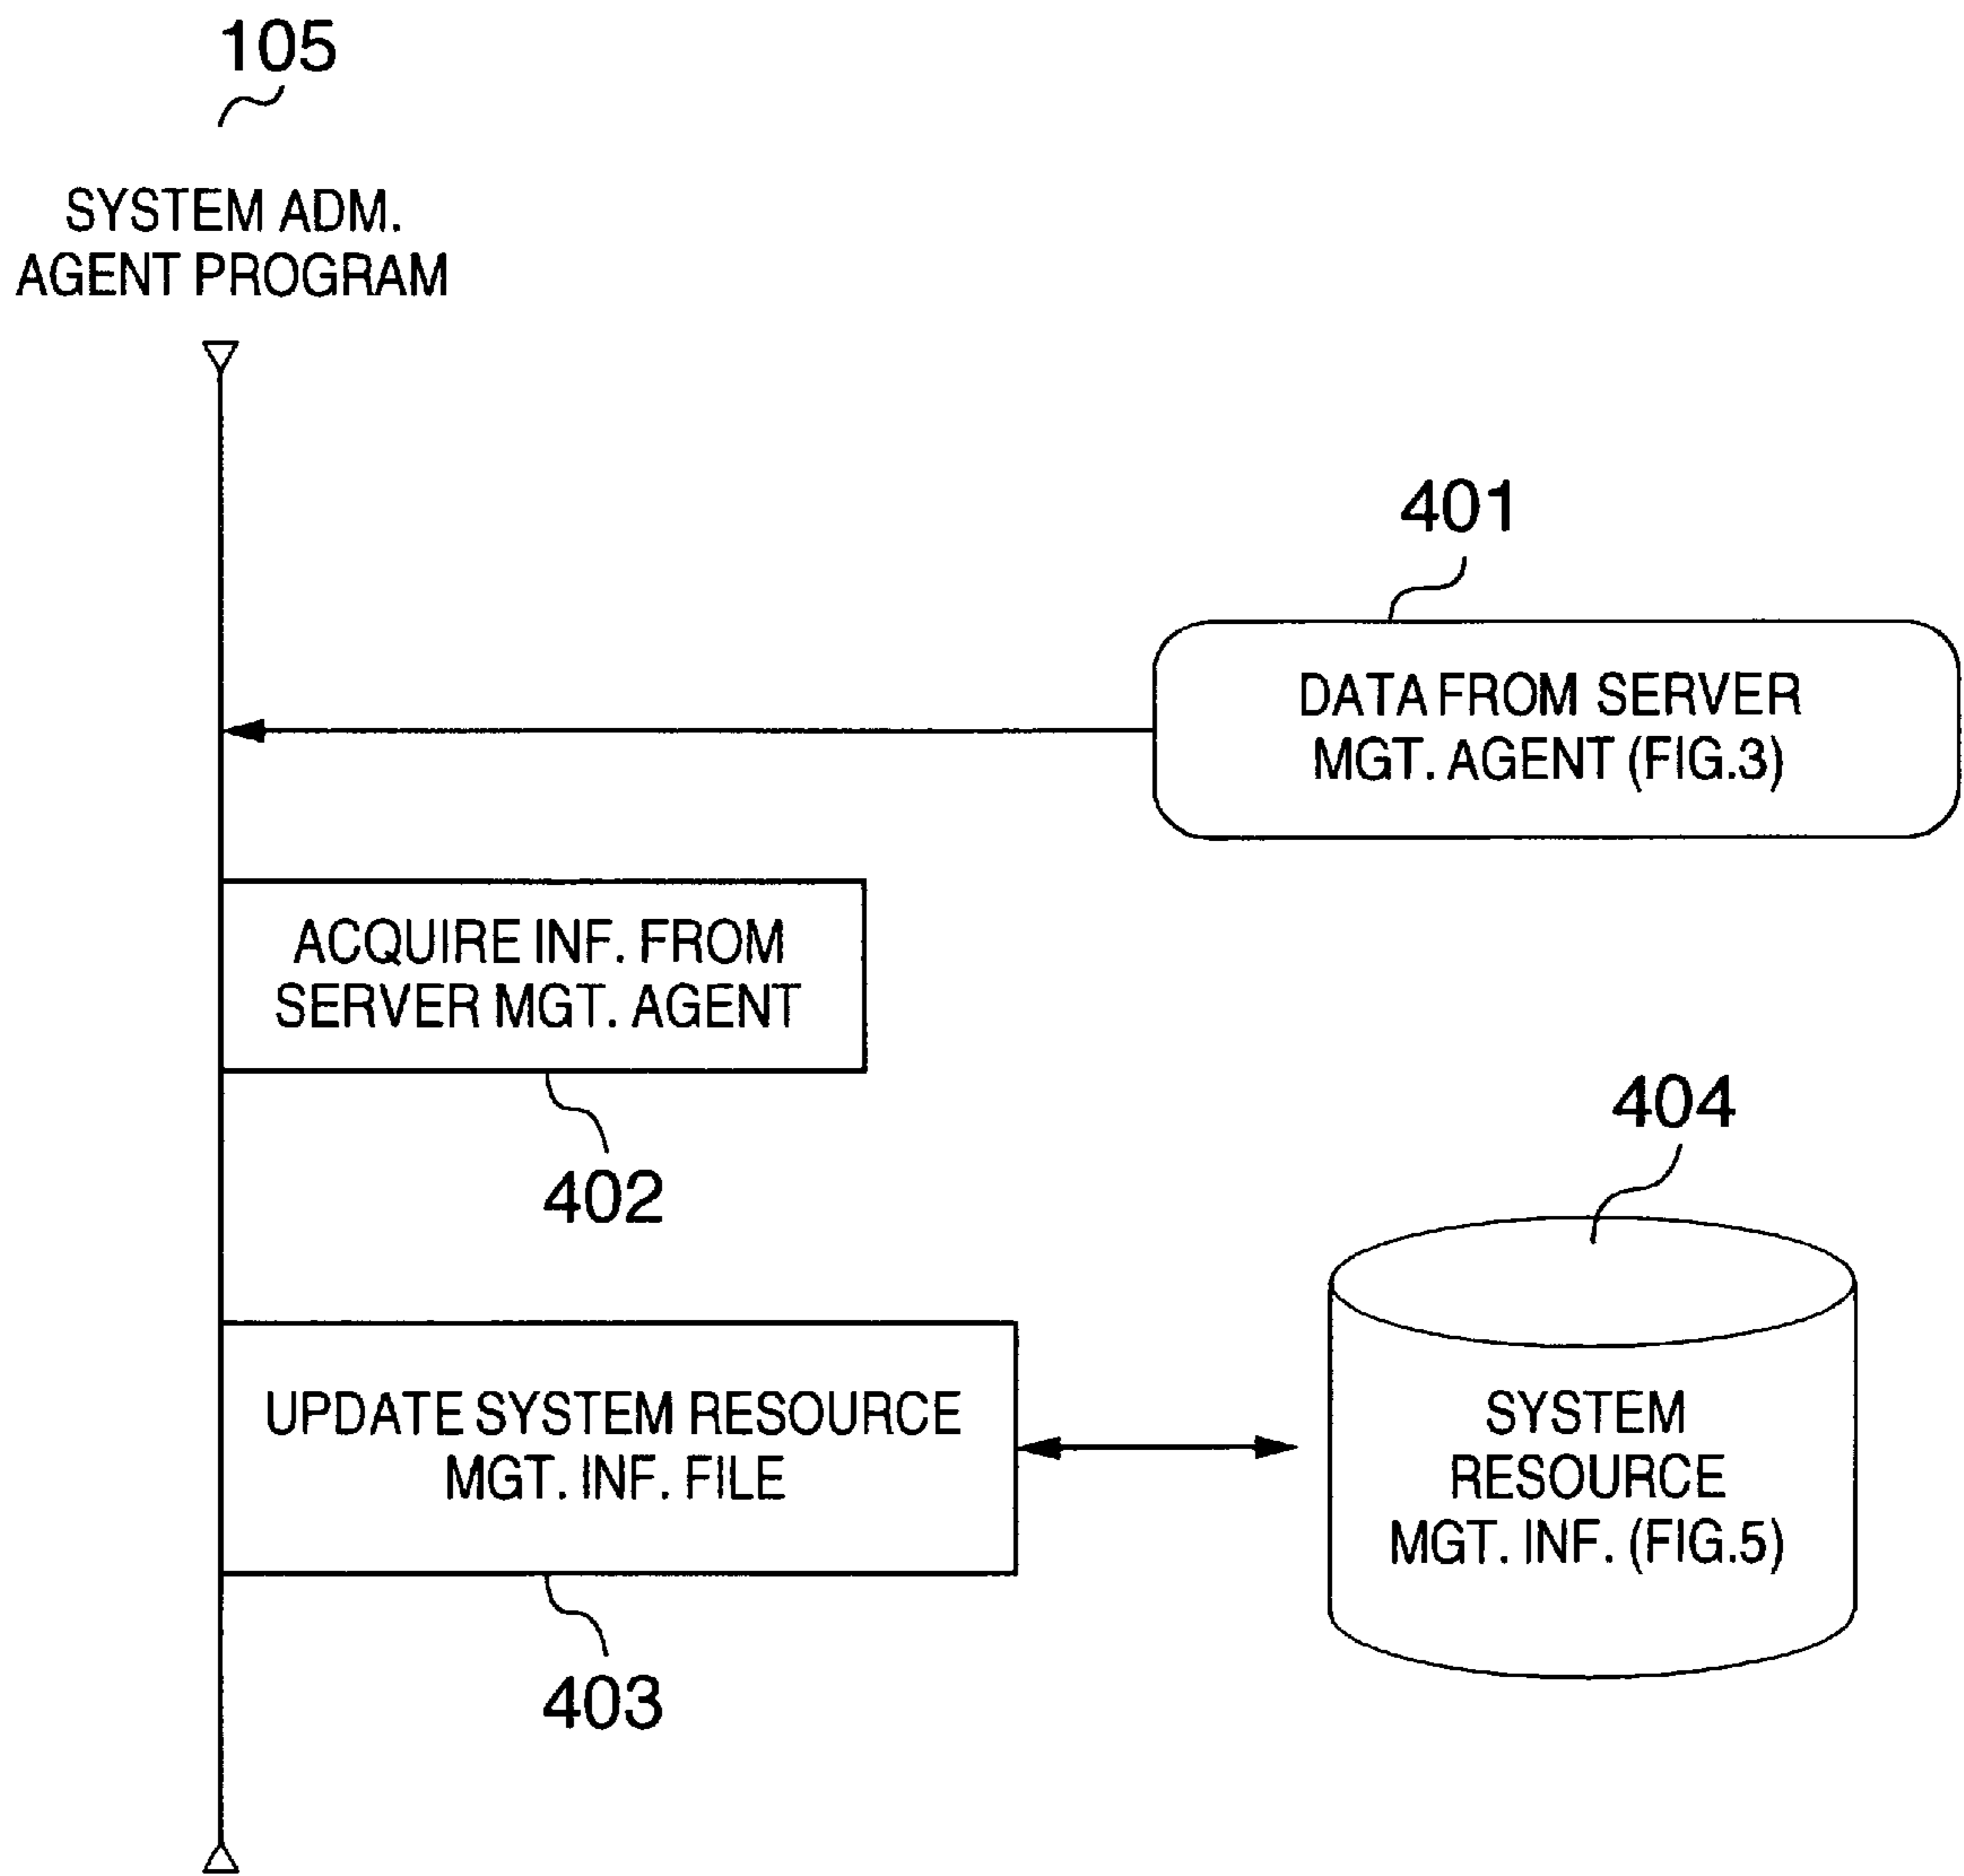 105
SYSTEM ADM.
AGENT PROGRAM
401
DATA FROM SERVER
MGT. AGENT (FIG.3)
ACQUIRE INF. FROM
SERVER MGT. AGENT
402
404
UPDATE SYSTEM RESOURCE
MGT. INF. FILE
403
SYSTEM
RESOURCE
MGT. INF. (FIG.5)